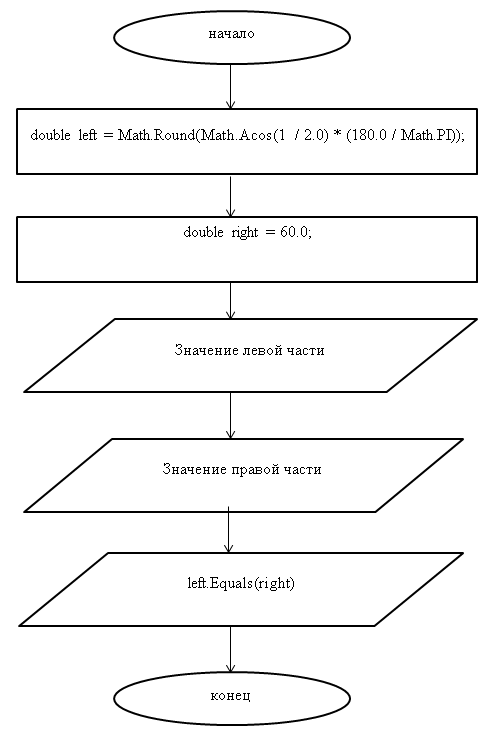 начало
double left = Math.Round(Math.Acos(1 / 2.0) * (180.0 / Math.PI));
double right = 60.0;
Значение левой части
Значение правой части
left.Equals(right)
конец